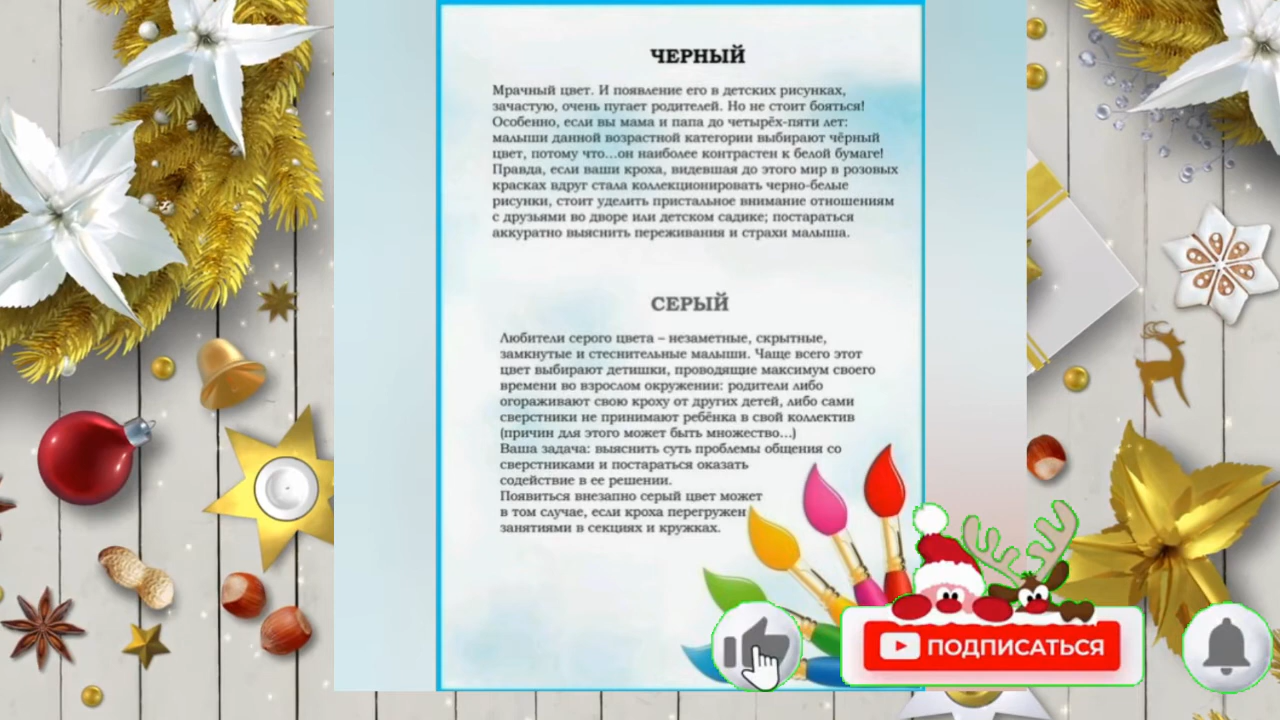 ЧЕРНЫЙ
Мрачный цвет. И появление его в детских рисунках,
зачастую, очень пугает родителей. Но не стоит бояться!
Особенно, если вы мама и папа до четырёх-пяти лет:
малыши данной возрастной категории выбирают чёрный
цвет, потому что...он наиболее контрастен к белой бумаге!
Правда, если ваши кроха, видевшая до этого мир в розовых
красках вдруг стала коллекционировать черно-белые
рисунки, стоит уделить пристальное внимание отношениям
с друзьями во дворе или детском садике; постараться
аккуратно выяснить переживания и страхи малыша.
СЕРЫЙ
Любители серого цвета – незаметные, скрытные,
замкнутые и стеснительные малыши. Чаще всего этот
цвет выбирают детишки, проводящие максимум своего
времени во взрослом окружении: родители либо
огораживают свою кроху от других детей, либо сами
сверстники не принимают ребёнка в свой коллектив
(причин для этого может быть множество...)
Ваша задача: выяснить суть проблемы общения со
сверстниками и постараться оказать
содействие в ее решении.
Появиться внезапно серый цвет может
в том случае, если кроха перегружен
занятиями в секциях и кружках.
ПОДПИСАТЬСЯ